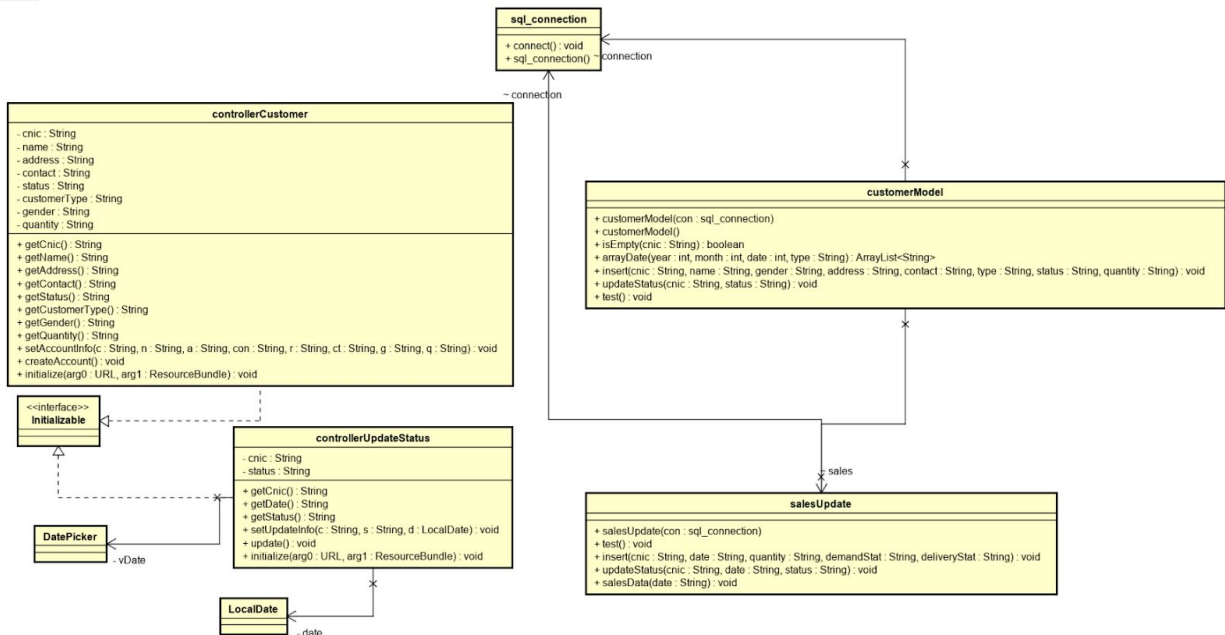 sql_connection
+ connect() : void
+ sql_connection()
~ connection
~ connection
controllerCustomer
- cnic : String
- name : String
- address : String
- contact : String
- status : String
- customerType : String
- gender : String
- quantity : String
+ getCnic() : String
+ getName() : String
+ getAddress() : String
+ getContact() : String
+ getStatus() : String
+ getCustomerType() : String
+ getGender() : String
+ getQuantity() : String
+ setAccountInfo(c : String, n : String, a : String, con : String, r : String, ct : String, g : String, q : String) : void
+ createAccount() : void
+ initialize(arg0 : URL, arg1 : ResourceBundle) : void
customerModel
+ customerModel(con : sql_connection)
+ customerModel()
+ isEmpty(cnic : String) : boolean
+ arrayDate(year : int, month : int, date : int, type : String) : ArrayList<String>
+ insert(cnic : String, name : String, gender : String, address : String, contact : String, type : String, status : String, quantity : String) : void
+ updateStatus(cnic : String, status : String) : void
+ test() : void
<<interface>>
Initializable
controllerUpdateStatus
- cnic : String
- status : String
+ getCnic() : String
+ getDate() : String
+ getStatus() : String
+ setUpdateInfo(c : String, s : String, d : LocalDate) : void
+ update() : void
+ initialize(arg0 : URL, arg1 : ResourceBundle) : void
DatePicker
- vDate
LocalDate
- date
~ sales
salesUpdate
+ salesUpdate(con : sql_connection)
+ test() : void
+ insert(cnic : String, date : String, quantity : String, demandStat : String, deliveryStat : String) : void
+ updateStatus(cnic : String, date : String, status : String) : void
+ salesData(date : String) : void